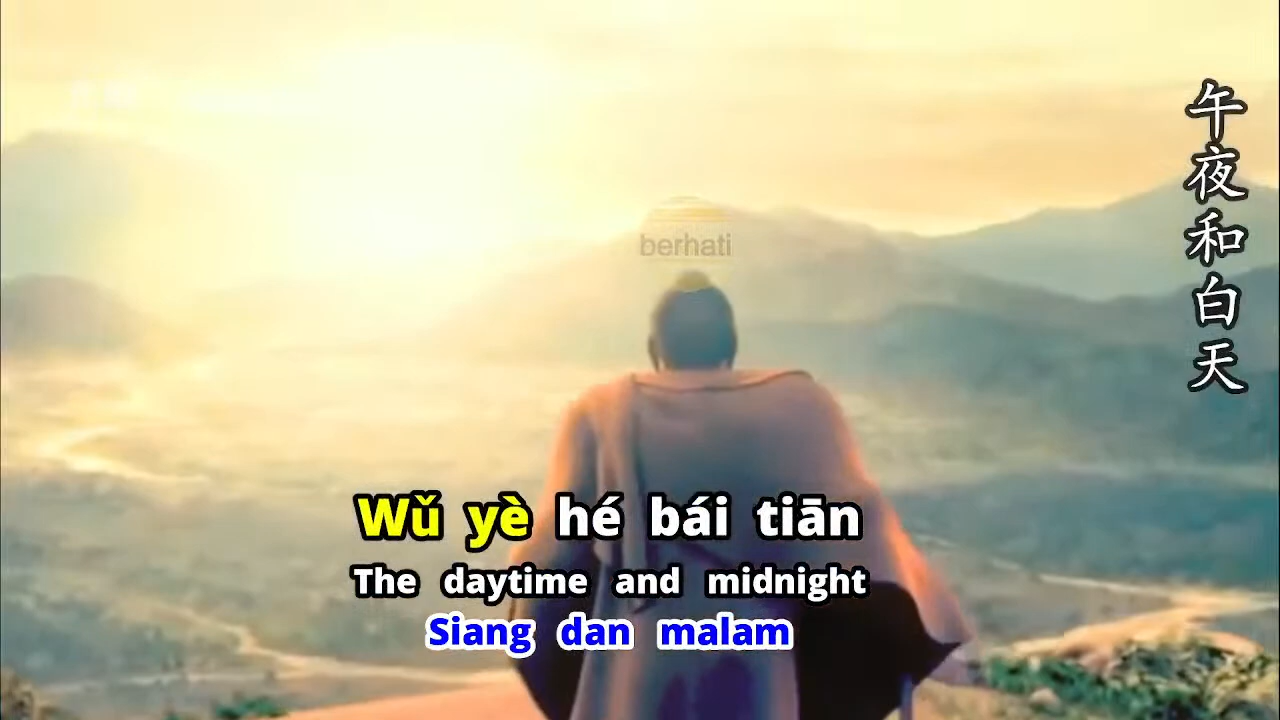 午夜和白天
berhati
Wǔ yè hé bái tiān
The daytime and midnight
Siang dan malam